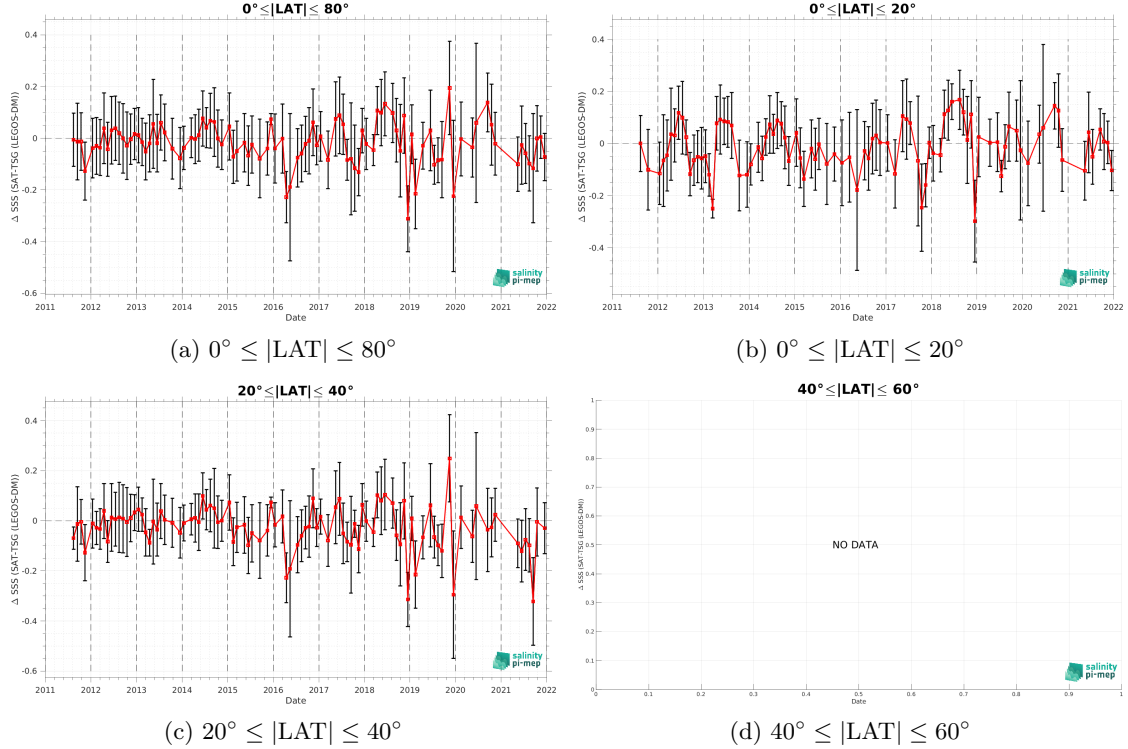 0°≤|LAT|≤ 80°
Δ SSS (SAT-TSG (LEGOS-DM))
0.4
0.2
0
-0.2
-0.4
-0.6
2011 2012 2013 2014 2015 2016 2017 2018 2019 2020 2021 2022
Date
salinity
pi-mep
(a) 0° ≤ |LAT| ≤ 80°
0°≤|LAT|≤ 20°
Δ SSS (SAT-TSG (LEGOS-DM))
0.4
0.2
0
-0.2
-0.4
2011 2012 2013 2014 2015 2016 2017 2018 2019 2020 2021 2022
Date
salinity
pi-mep
(b) 0° ≤ |LAT| ≤ 20°
20°≤|LAT|≤ 40°
Δ SSS (SAT-TSG (LEGOS-DM))
0.4
0.2
0
-0.2
-0.4
-0.6
2011 2012 2013 2014 2015 2016 2017 2018 2019 2020 2021 2022
Date
salinity
pi-mep
(c) 20° ≤ |LAT| ≤ 40°
40°≤|LAT|≤ 60°
Δ SSS (SAT-TSG (LEGOS-DM))
1
0.9
0.8
0.7
0.6
0.5
0.4
0.3
0.2
0.1
0
NO DATA
0 0.1 0.2 0.3 0.4 0.5 0.6 0.7 0.8 0.9 1
Date
salinity
pi-mep
(d) 40° ≤ |LAT| ≤ 60°